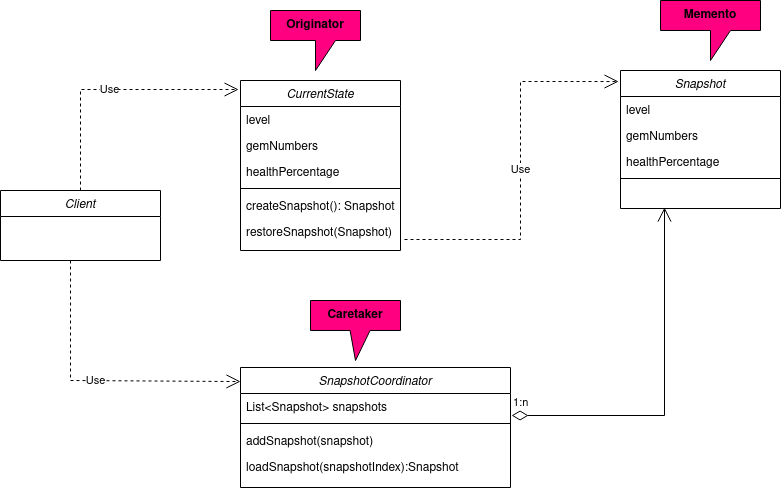 Originator
Memento
CurrentState
level
gemNumbers
healthPercentage
createSnapshot(): Snapshot
restoreSnapshot(Snapshot)
Snapshot
level
gemNumbers
healthPercentage
Use
Use
Client
Use
Caretaker
SnapshotCoordinator
List<Snapshot> snapshots
addSnapshot(snapshot)
loadSnapshot(snapshotIndex):Snapshot
1:n